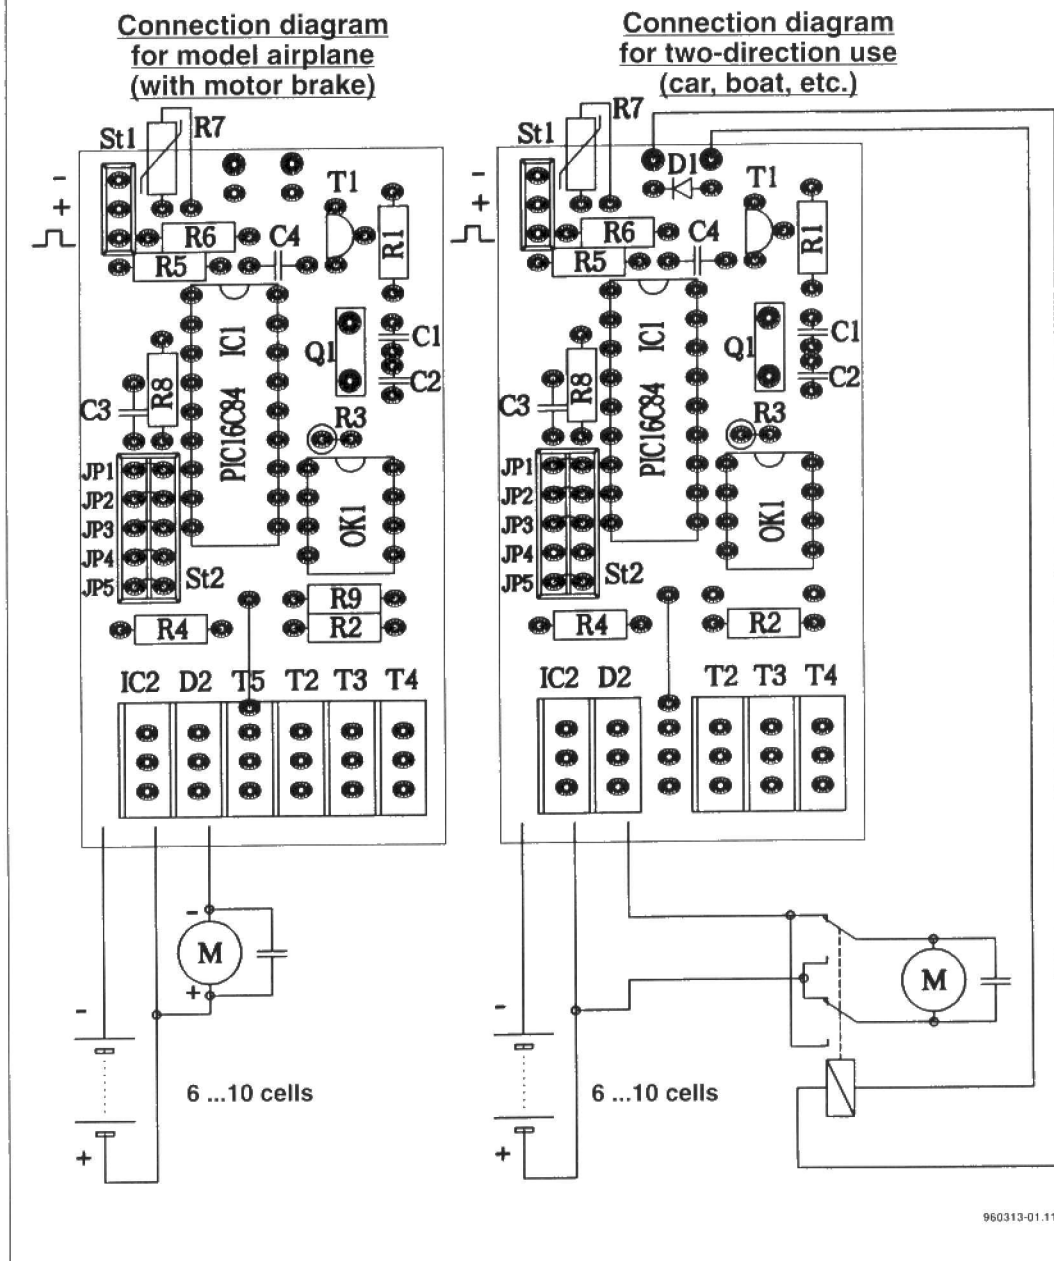 Connection diagram
for model airplane
(with motor brake)
St1
R7
-
+
T1
R6
C4
R1
R5
IC1
PIC16C84
Q1
C1
C2
C3
R8
R3
JP1
JP2
JP3
JP4
JP5
St2
OK1
R9
R4
R2
IC2 D2 T5 T2 T3 T4
-
M
+
-
6 ...10 cells
+
Connection diagram
for two-direction use
(car, boat, etc.)
St1
R7
D1
-
+
T1
R6
C4
R1
R5
IC1
PIC16C84
Q1
C1
C2
C3
R8
R3
JP1
JP2
JP3
JP4
JP5
St2
OK1
R4
R2
IC2 D2 T2 T3 T4
M
-
6 ...10 cells
+
960313-01.11